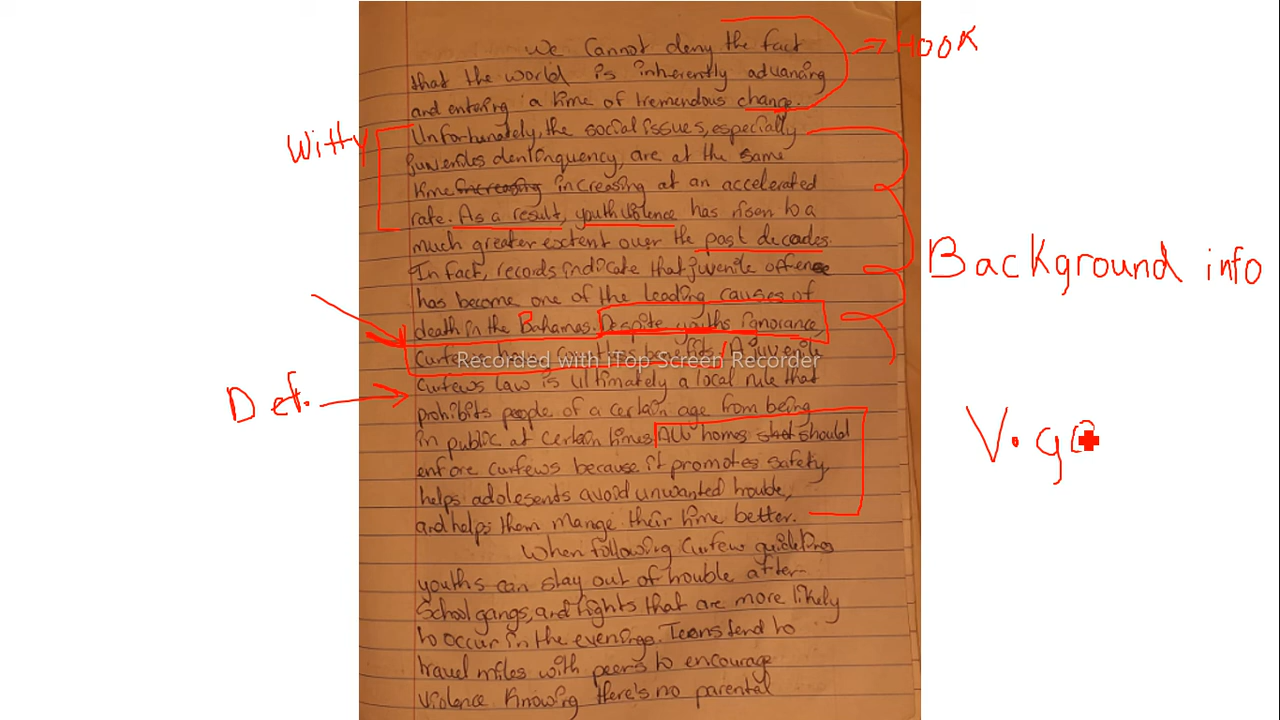 We Cannot deny the fact
that the world is inherently advancing
and entering a time of tremendous change.
Unfortunately, the social issues, especially
juveniles denlinquency, are at the same
time increasing increasing at an accelerated
rate. As a result, youth violence has risen to a
much greater extent over the past decades.
In fact, records indicate that juvenile offense
has become one of the leading causes of
death in the Bahamas. Despite youths ignorance,
Curfews A juvenile
Curfews law is ultimately a local rule that
prohibits people of a certain age from being
in public at certain times. All homes should
enfore curfews because it promotes safety,
helps adolesents avoid unwanted trouble,
and helps them mange their time better.
When following Curfew
youths can stay out of trouble after-
School gangs, and fights that are more likely
to occur in the evenings. Teens tend to
travel miles with peers to encourage
Violence Knowing there's no parental
HOOK
Witty
Background info
Def.
V.go
Recorded with iTop Screen Recorder